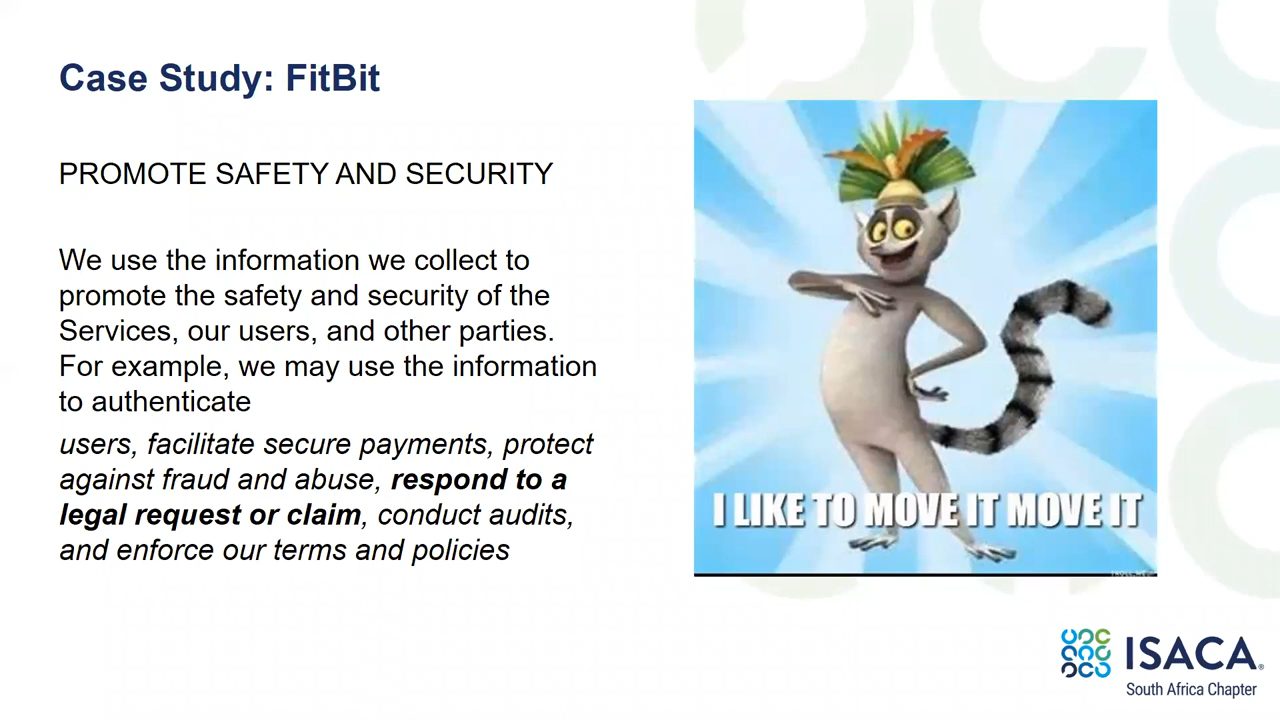 Case Study: FitBit
PROMOTE SAFETY AND SECURITY
We use the information we collect to
promote the safety and security of the
Services, our users, and other parties.
For example, we may use the information
to authenticate
users, facilitate secure payments, protect
against fraud and abuse, respond to a
legal request or claim, conduct audits,
and enforce our terms and policies
I LIKE TO MOVE IT MOVE IT
ISACA®
South Africa Chapter